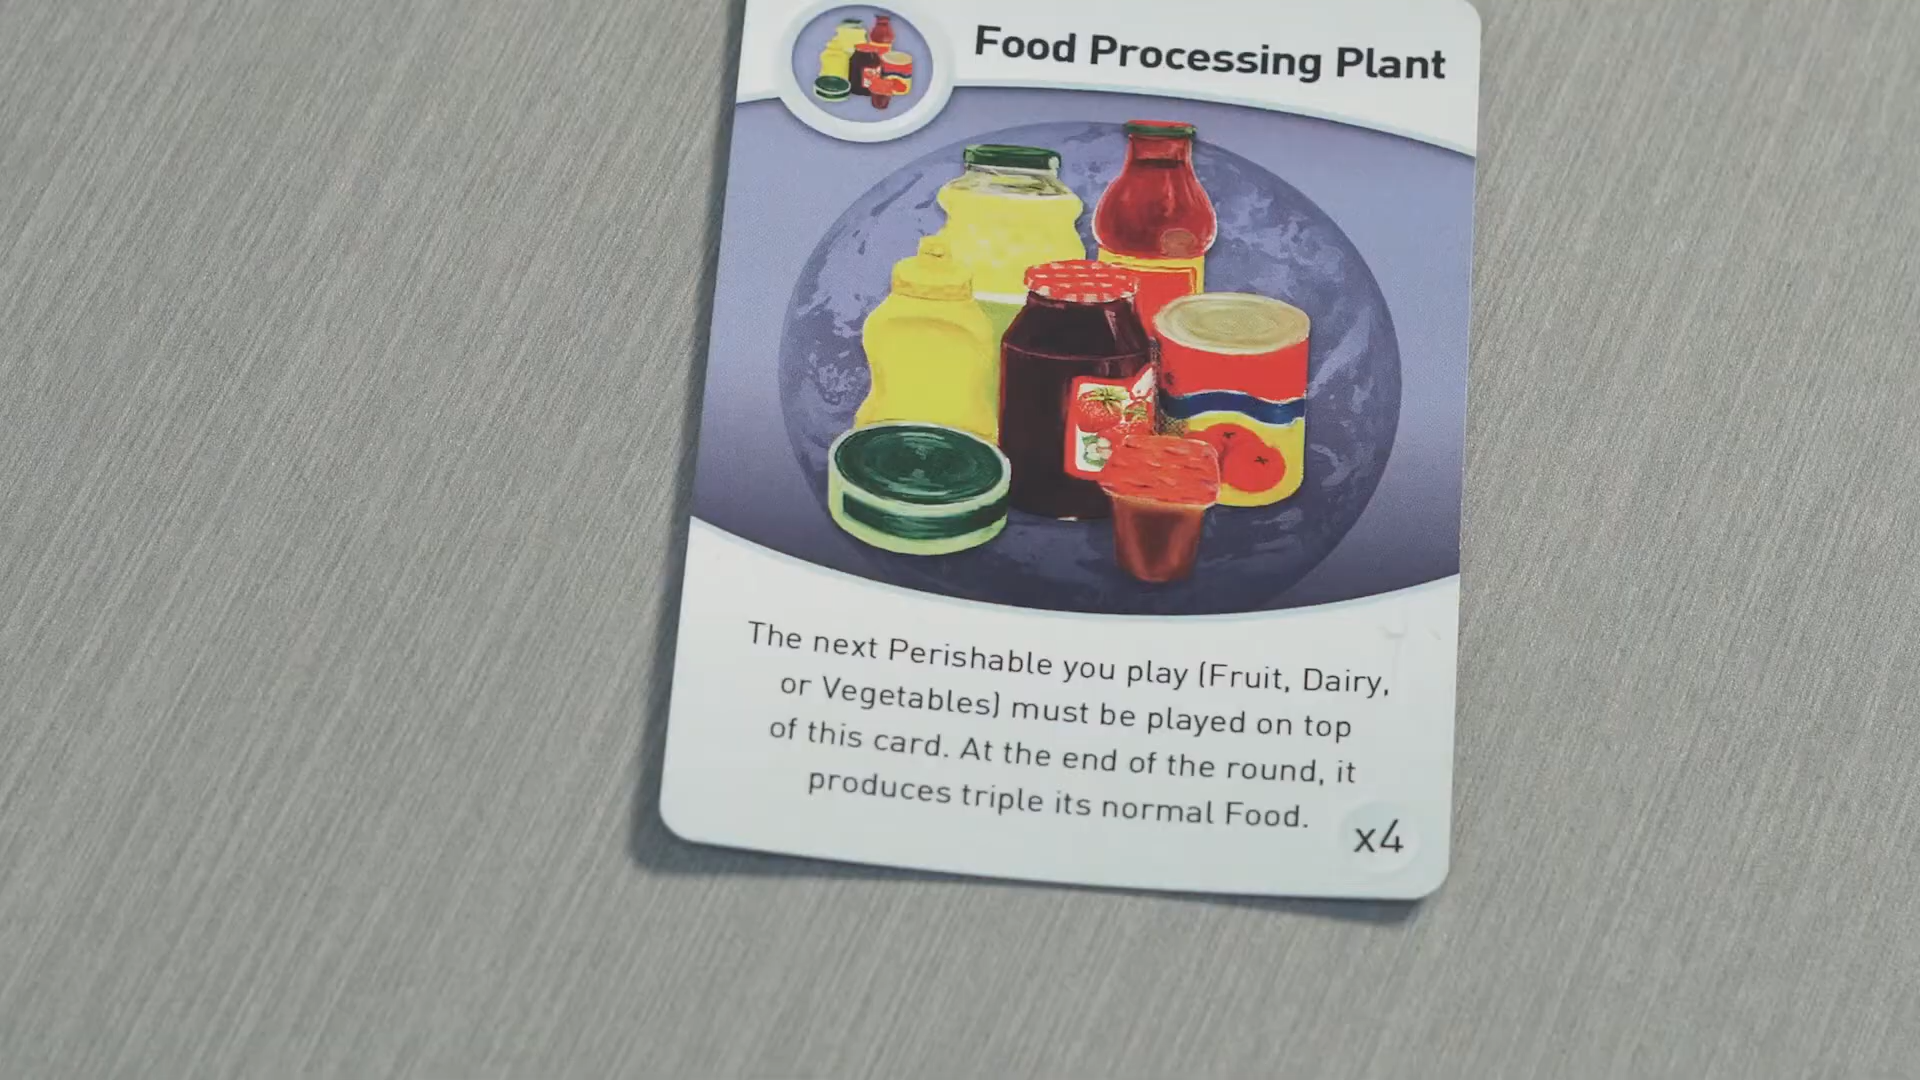 Food Processing Plant
The next Perishable you play (Fruit, Dairy,
or Vegetables) must be played on top
of this card. At the end of the round, it
produces triple its normal Food.
x4